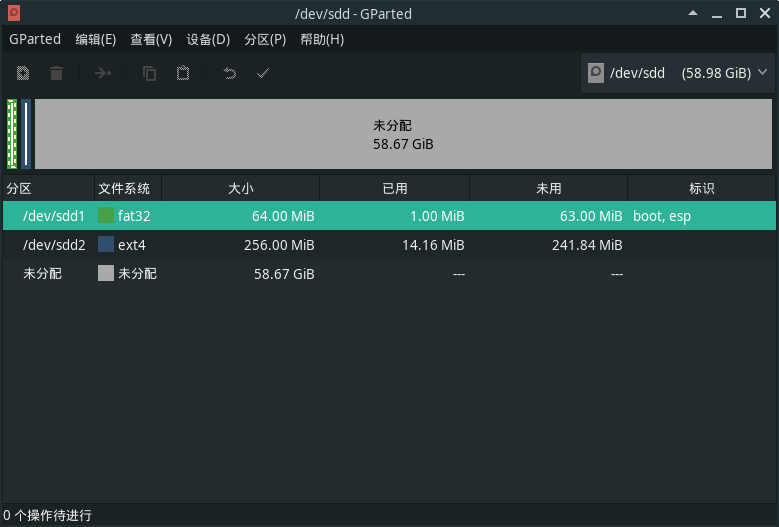 /dev/sdd - GParted
GParted 编辑(E) 查看(V) 设备(D) 分区(P) 帮助(H)
/dev/sdd (58.98 GiB)
未分配
58.67 GiB
分区 文件系统 大小 已用 未用 标识
/dev/sdd1 fat32 64.00 MiB 1.00 MiB 63.00 MiB boot, esp
/dev/sdd2 ext4 256.00 MiB 14.16 MiB 241.84 MiB
未分配 未分配 58.67 GiB --- ---
0 个操作待进行